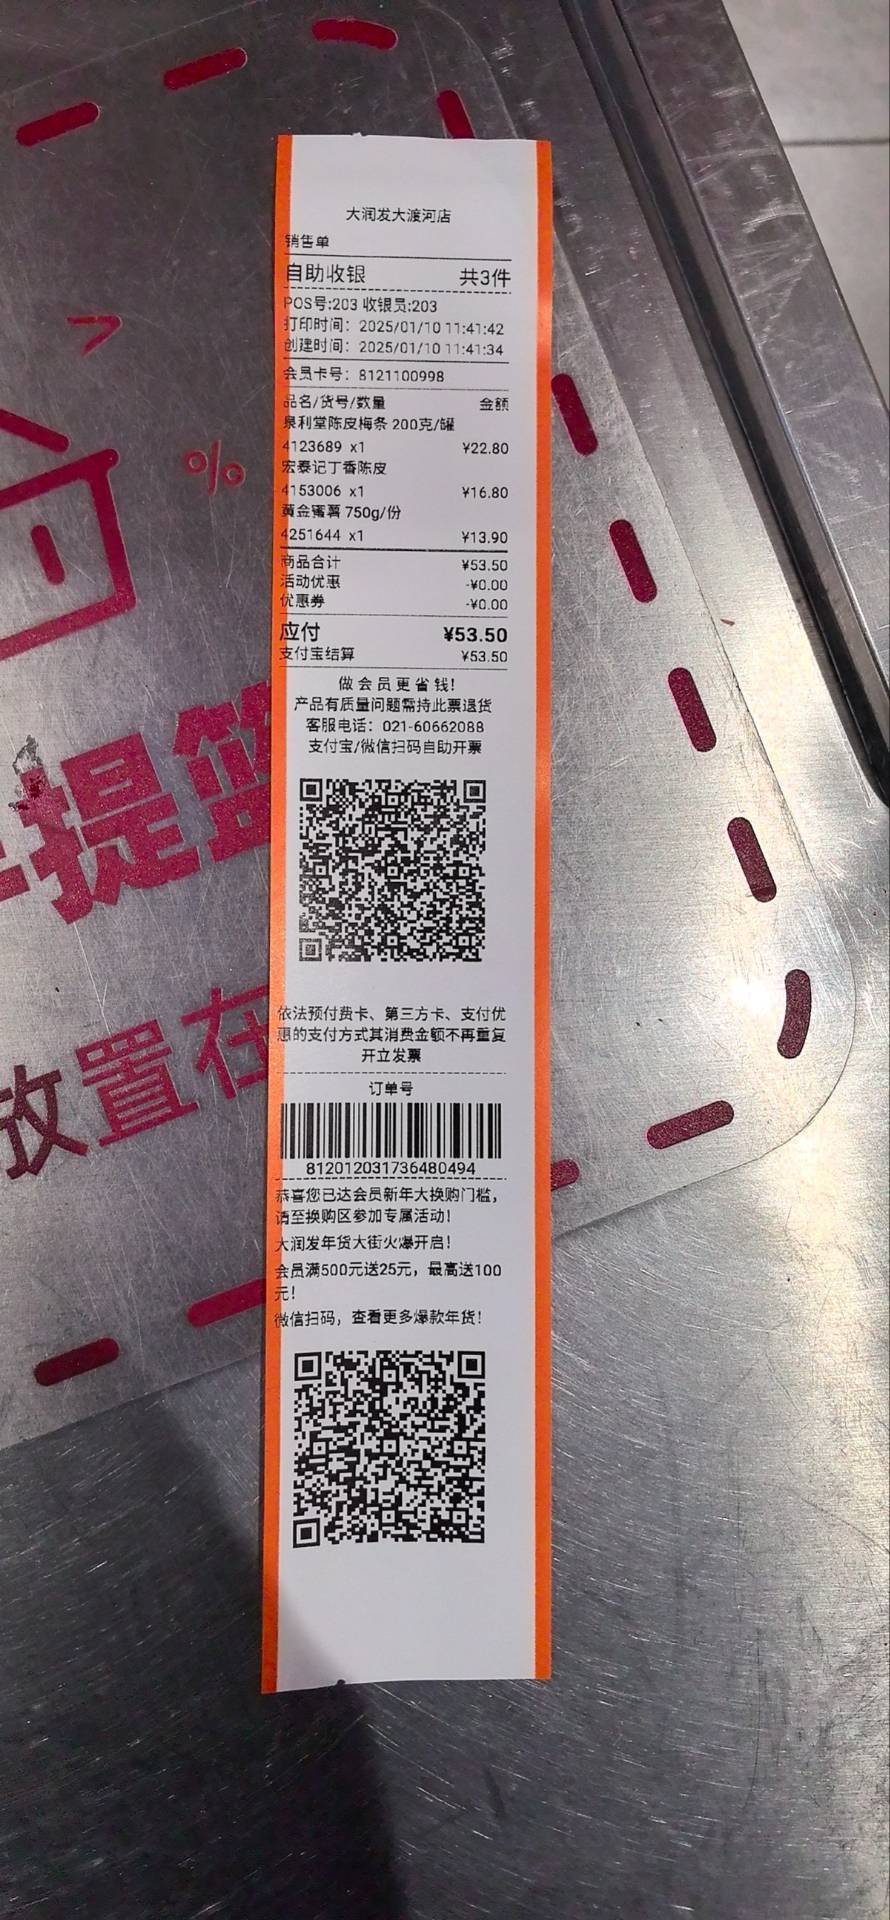 大润发大渡河店
销售单
自助收银 共3件
POS号:203 收银员:203
打印时间: 2025/01/10 11:41:42
创建时间: 2025/01/10 11:41:34
会员卡号: 8121100998
品名/货号/数量 金额
泉利堂陈皮梅条 200克/罐
4123689 x1 ¥22.80
宏泰记丁香陈皮
4153006 x1 ¥16.80
黄金蜜薯 750g/份
4251644 x1 ¥13.90
商品合计 ¥53.50
活动优惠 -¥0.00
优惠券 -¥0.00
应付 ¥53.50
支付宝结算 ¥53.50
做会员更省钱!
产品有质量问题需持此票退货
客服电话: 021-60662088
支付宝/微信扫码自助开票
依法预付费卡、第三方卡、支付优
惠的支付方式其消费金额不再重复
开立发票
订单号
812012031736480494
恭喜您已达会员新年大换购门槛,
请至换购区参加专属活动!
大润发年货大街火爆开启!
会员满500元送25元，最高送100
元!
微信扫码，查看更多爆款年货!
%
提篮
放置在